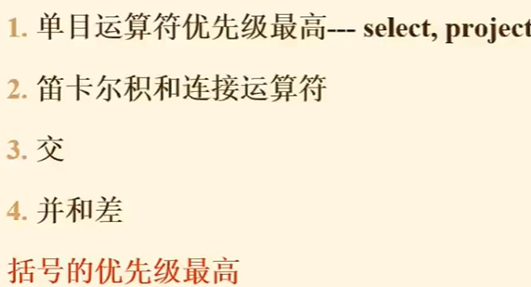 1. 单目运算符优先级最高--- select, project
2. 笛卡尔积和连接运算符
3. 交
4. 并和差
括号的优先级最高